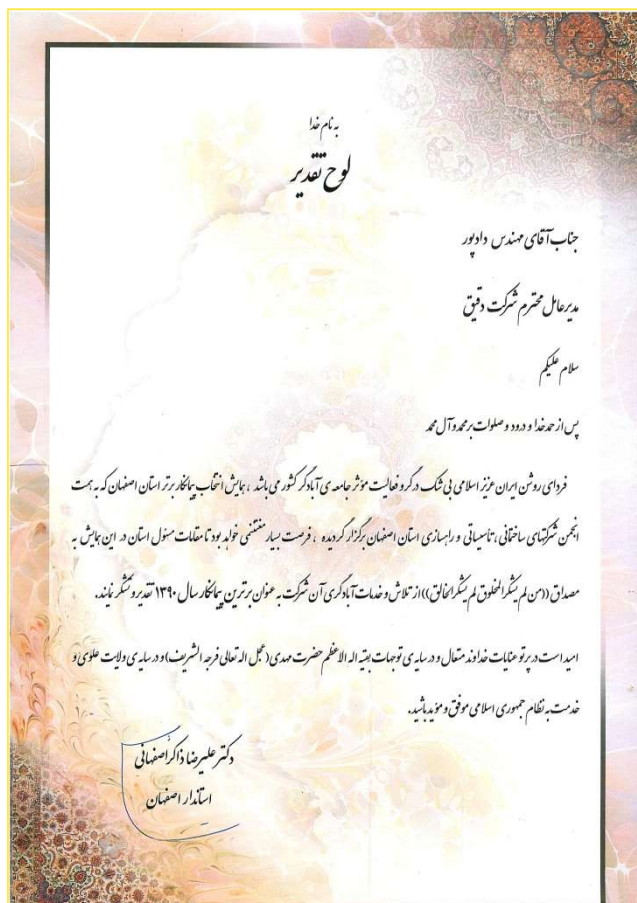 به نام خدا
لوح تقدیر
جناب آقای مهندس دادپور
مدیرعامل محترم شرکت دقیق
سلام علیکم
پس از حمد خدا و درود و صلوات بر محمد و آل محمد
فردای روشن ایران عزیز اسلامی بی شک در گرو فعالیت مؤثر جامعه ی آبادگر کشور می باشد ، همایش انتخاب پیمانکار برتر استان اصفهان که به همت
انجمن شرکتهای ساختمانی ، تأسیساتی و راهسازی استان اصفهان برگزار گردیده ، فرصت بسیار مغتنمی خواهد بود تا مقامات مسئول استان در این همایش به
مصداق ((من لم یشکر المخلوق لم یشکر الخالق)) از تلاش و خدمات آبادگری آن شرکت به عنوان برترین پیمانکار سال ۱۳۹۰ تقدیر و تشکر نمایند.
امید است در پرتو عنایات خداوند متعال و در سایه ی توجهات بقیه اله الاعظم حضرت مهدی (عجل اله تعالی فرجه الشریف) و در سایه ی ولایت علوی و
خدمت به نظام جمهوری اسلامی موفق و مؤید باشید.
دکتر علیرضا ذاکر اصفهانی
استاندار اصفهان